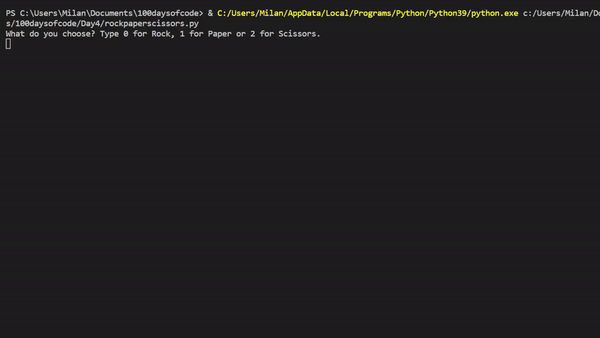 PS C:\Users\Milan\Documents\100daysofcode> & C:/Users/Milan/AppData/Local/Programs/Python/Python39/python.exe c:/Users/Milan/Do
s/100daysofcode/Day4/rockpaperscissors.py
What do you choose? Type 0 for Rock, 1 for Paper or 2 for Scissors.